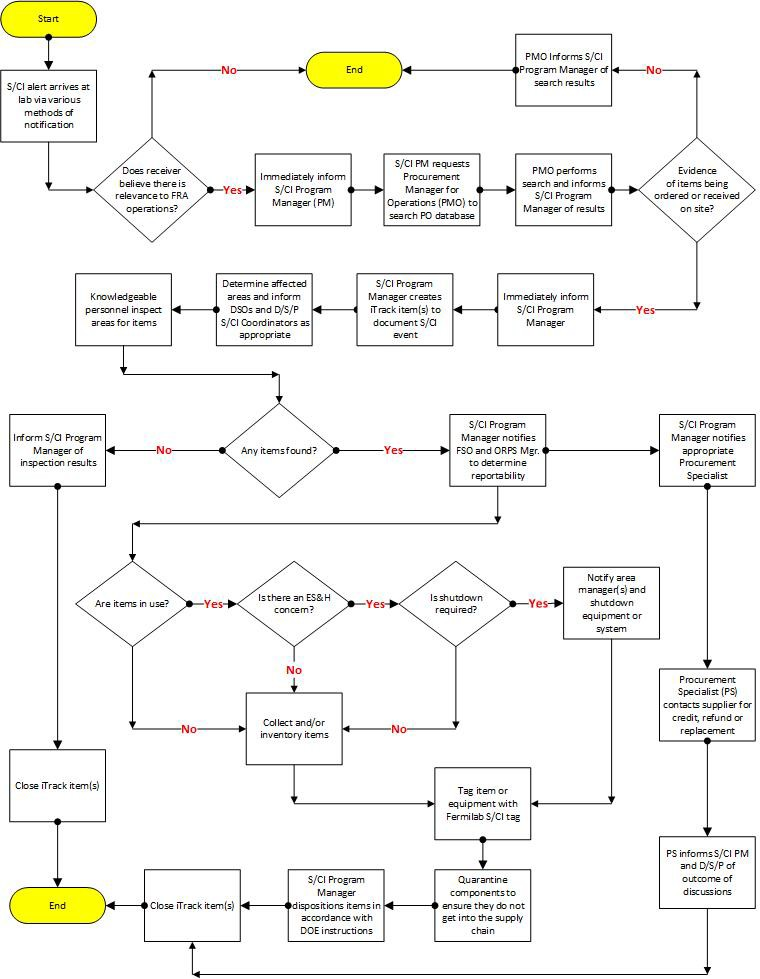 Start
S/CI alert arrives at
lab via various
methods of
notification
No
End
PMO Informs S/CI
Program Manager of
search results
No
Does receiver
believe there is
relevance to FRA
operations?
Yes
Immediately inform
S/CI Program
Manager (PM)
S/CI PM requests
Procurement
Manager for
Operations (PMO) to
search PO database
PMO performs
search and informs
S/CI Program
Manager of results
Evidence
of items being
ordered or received
on site?
Yes
Immediately inform
S/CI Program
Manager
S/CI Program
Manager creates
iTrack item(s) to
document S/CI
event
Determine affected
areas and inform
DSOs and D/S/P
S/CI Coordinators as
appropriate
Knowledgeable
personnel inspect
areas for items
Any items found?
No
Inform S/CI Program
Manager of
inspection results
Yes
S/CI Program
Manager notifies
FSO and ORPS Mgr.
to determine
reportability
S/CI Program
Manager notifies
appropriate
Procurement
Specialist
Are items in use?
Yes
Is there an ES&H
concern?
Yes
Is shutdown
required?
Yes
Notify area
manager(s) and
shutdown
equipment or
system
No
No
No
Collect and/or
inventory items
Procurement
Specialist (PS)
contacts supplier for
credit, refund or
replacement
Close iTrack item(s)
Tag item or
equipment with
Fermilab S/CI tag
PS informs S/CI PM
and D/S/P of
outcome of
discussions
End
Close iTrack item(s)
S/CI Program
Manager
dispositions items in
accordance with
DOE instructions
Quarantine
components to
ensure they do not
get into the supply
chain